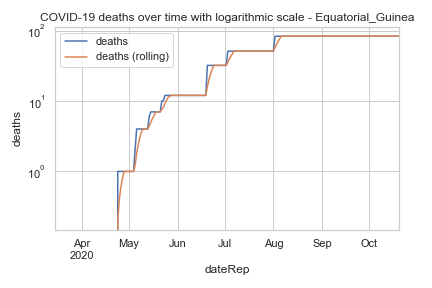 COVID-19 deaths over time with logarithmic scale - Equatorial_Guinea
deaths
deaths (rolling)
10²
10¹
10⁰
deaths
Apr
2020
May
Jun
Jul
Aug
Sep
Oct
dateRep